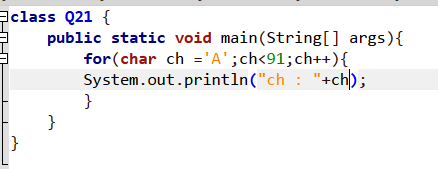 class Q21 {
    public static void main(String[] args){
        for(char ch ='A';ch<91;ch++){
        System.out.println("ch : "+ch);
        }
    }
}